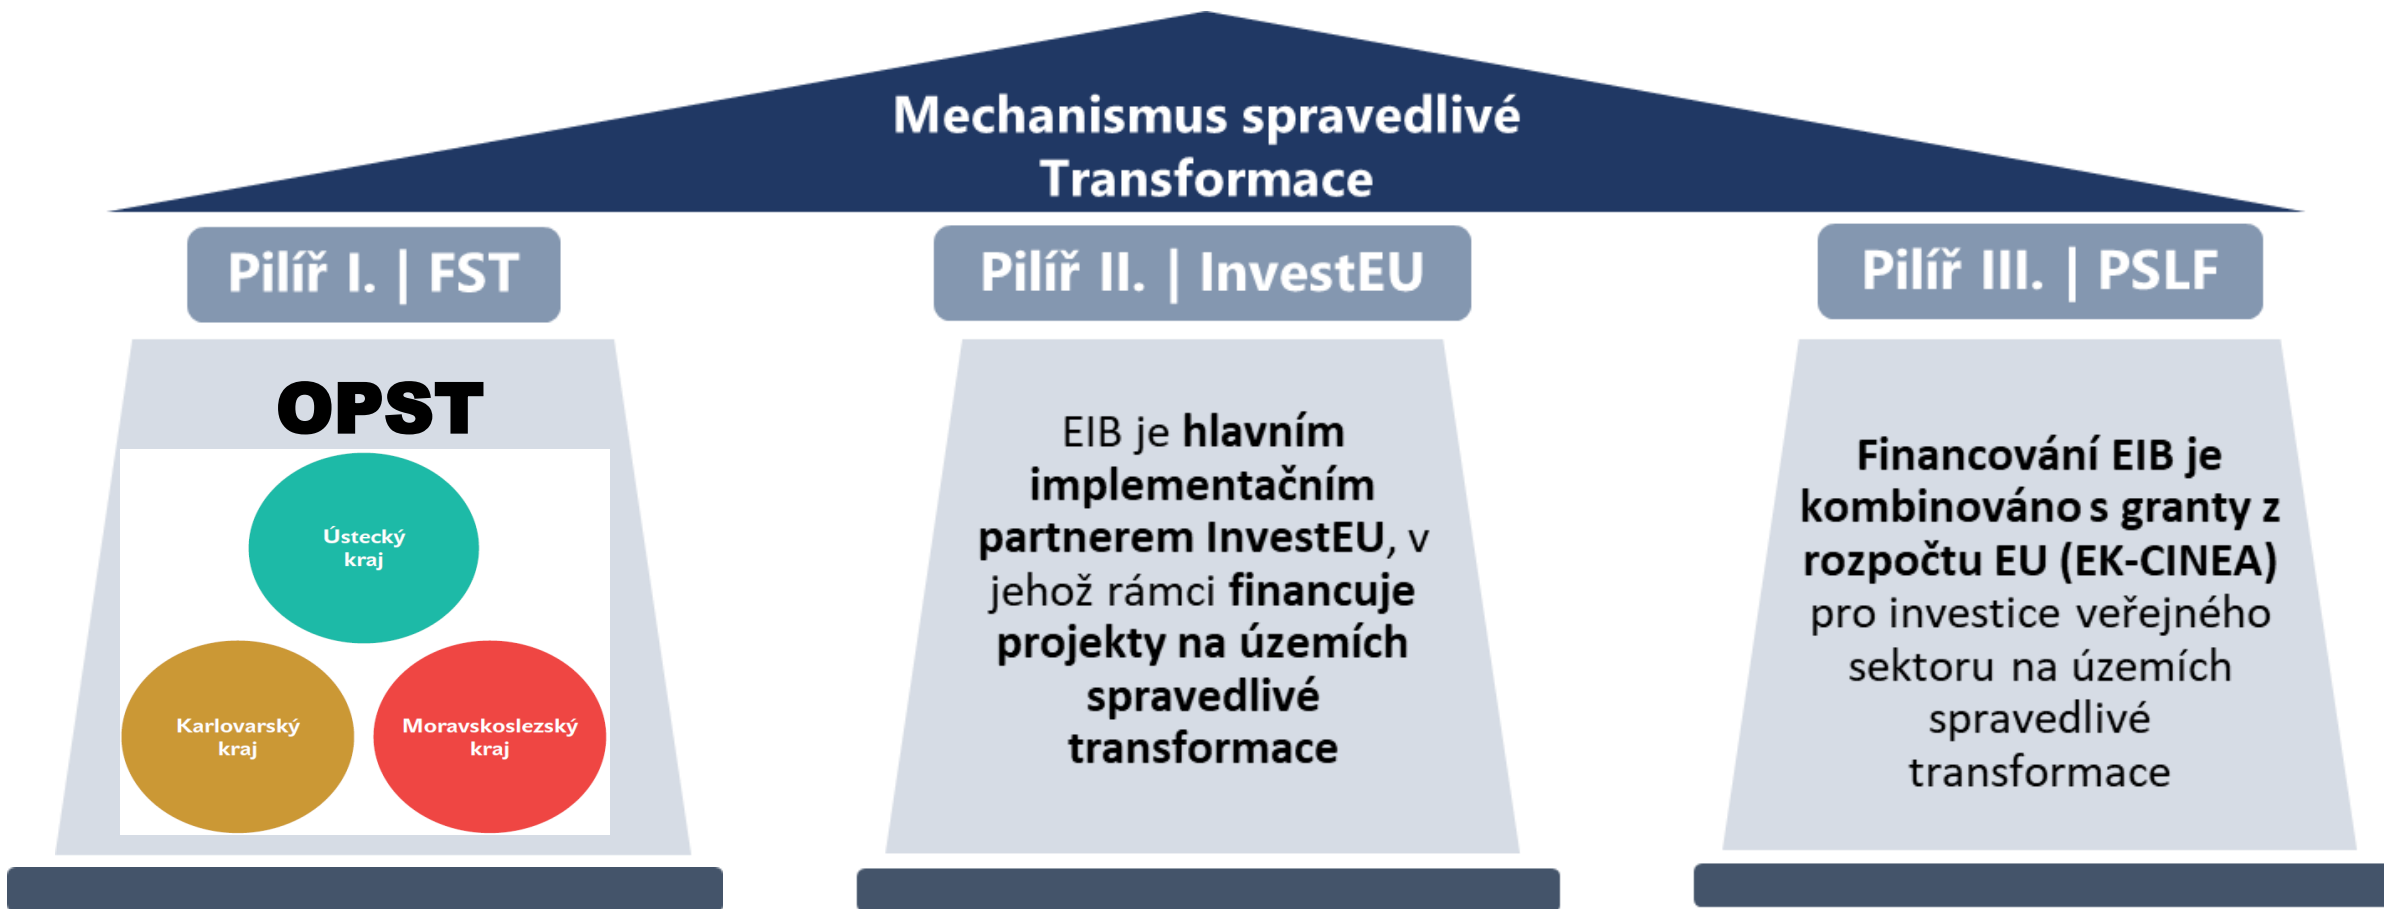 Mechanismus spravedlivé
Transformace
Pilíř I. | FST
OPST
Ústecký
kraj
Karlovarský
kraj
Moravskoslezský
kraj
Pilíř II. | InvestEU
EIB je hlavním
implementačním
partnerem InvestEU, v
jehož rámci financuje
projekty na územích
spravedlivé
transformace
Pilíř III. | PSLF
Financování EIB je
kombinováno s granty z
rozpočtu EU (EK-CINEA)
pro investice veřejného
sektoru na územích
spravedlivé
transformace